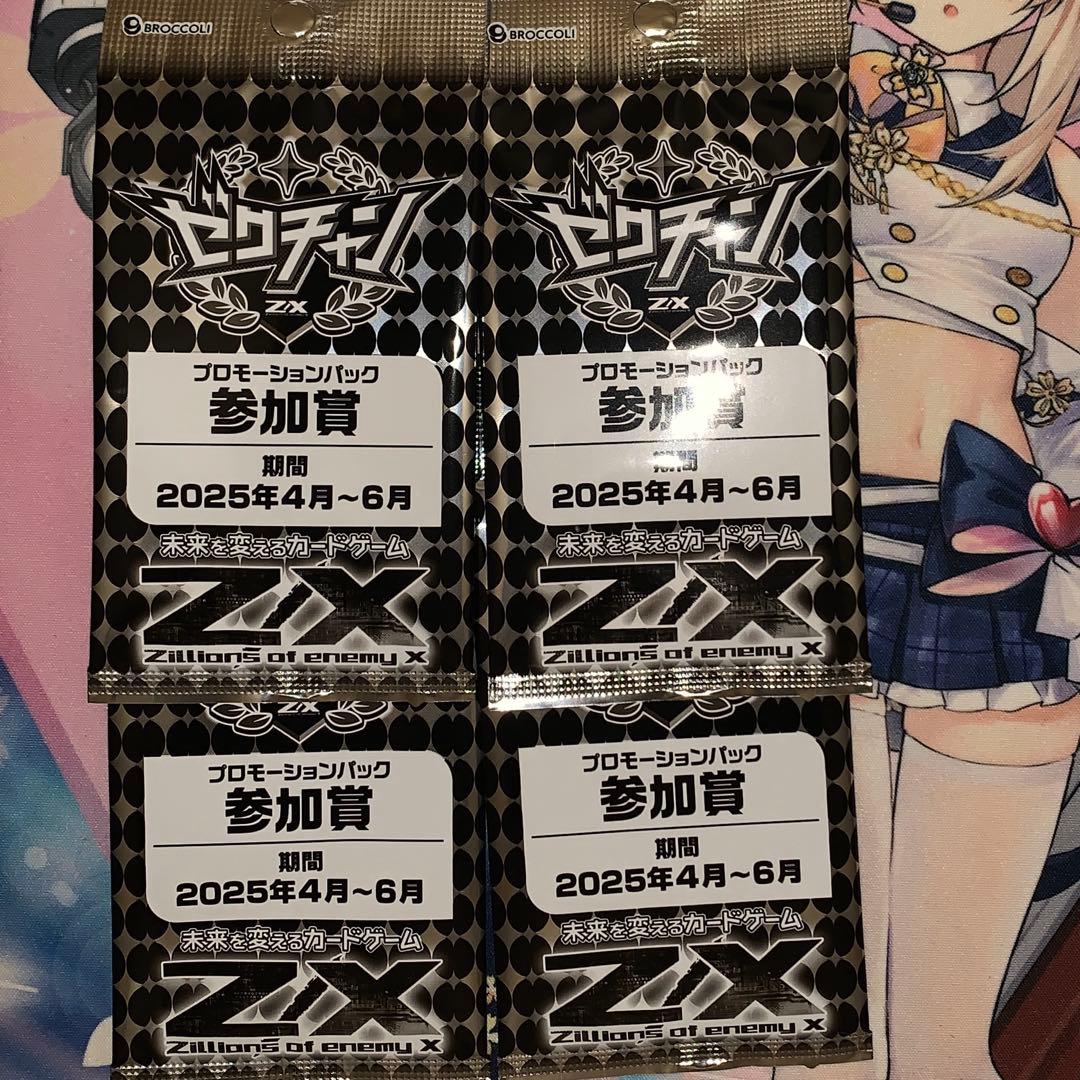 BROCCOLI
ゼクチャン
Z/X
プロモーションパック
参加賞
期間
2025年4月~6月
未来を変えるカードゲーム
Z/X
Zillions of enemy X
BROCCOLI
ゼクチャン
Z/X
プロモーションパック
参加賞
期間
2025年4月~6月
未来を変えるカードゲーム
Z/X
Zillions of enemy X
Z/X
プロモーションパック
参加賞
期間
2025年4月~6月
未来を変えるカードゲーム
Z/X
Zillions of enemy X
プロモーションパック
参加賞
期間
2025年4月~6月
未来を変えるカードゲーム
Z/X
Zillions of enemy X